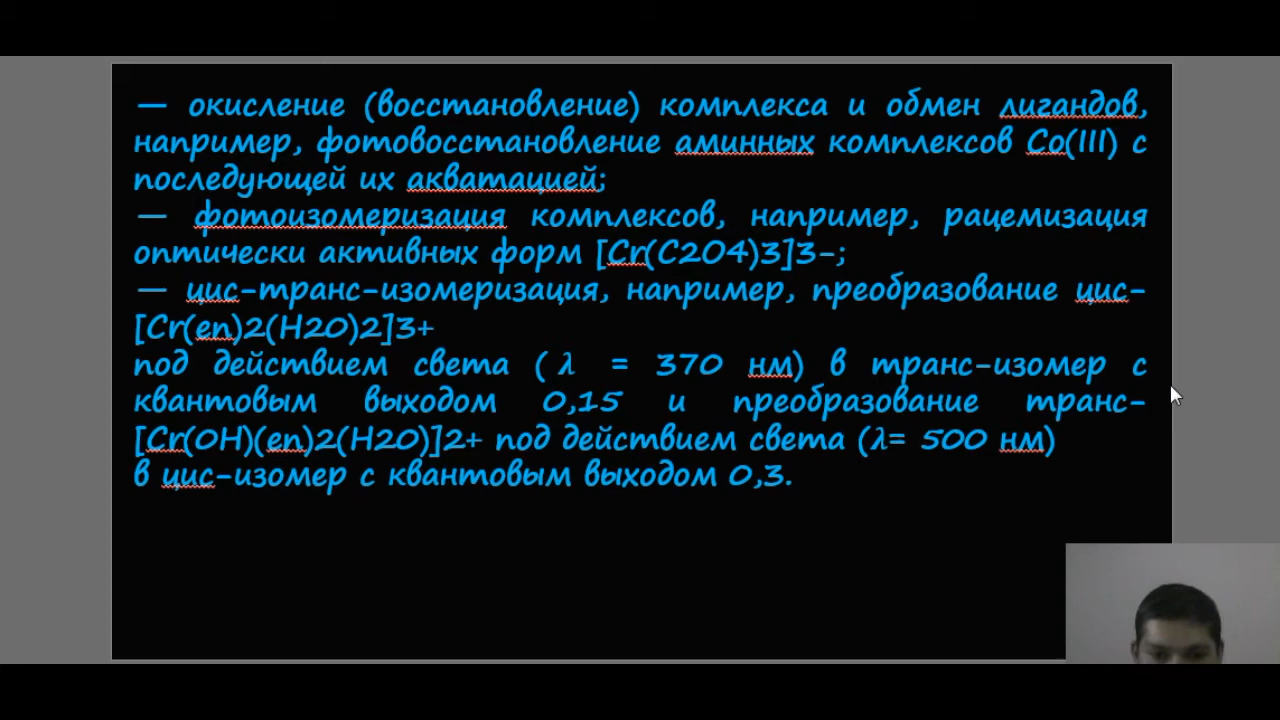 — окисление (восстановление) комплекса и обмен лигандов,
например, фотовосстановление аминных комплексов Co(III) с
последующей их акватацией;
— фотоизомеризация комплексов, например, рацемизация
оптически активных форм [Cr(C2O4)3]3-;
— цис-транс-изомеризация, например, преобразование цис-
[Cr(en)2(H2O)2]3+
под действием света ( λ = 370 нм) в транс-изомер с
квантовым выходом 0,15 и преобразование транс-
[Cr(OH)(en)2(H2O)]2+ под действием света (λ= 500 нм)
в цис-изомер с квантовым выходом 0,3.